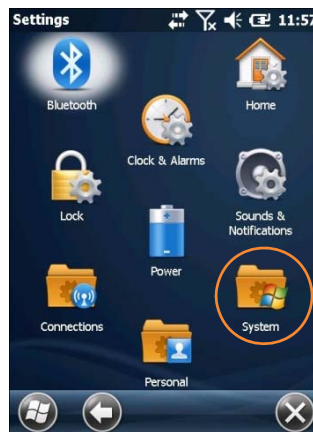 Settings 11:57
Bluetooth
Home
Clock & Alarms
Lock
Sounds &
Notifications
Power
Connections
System
Personal